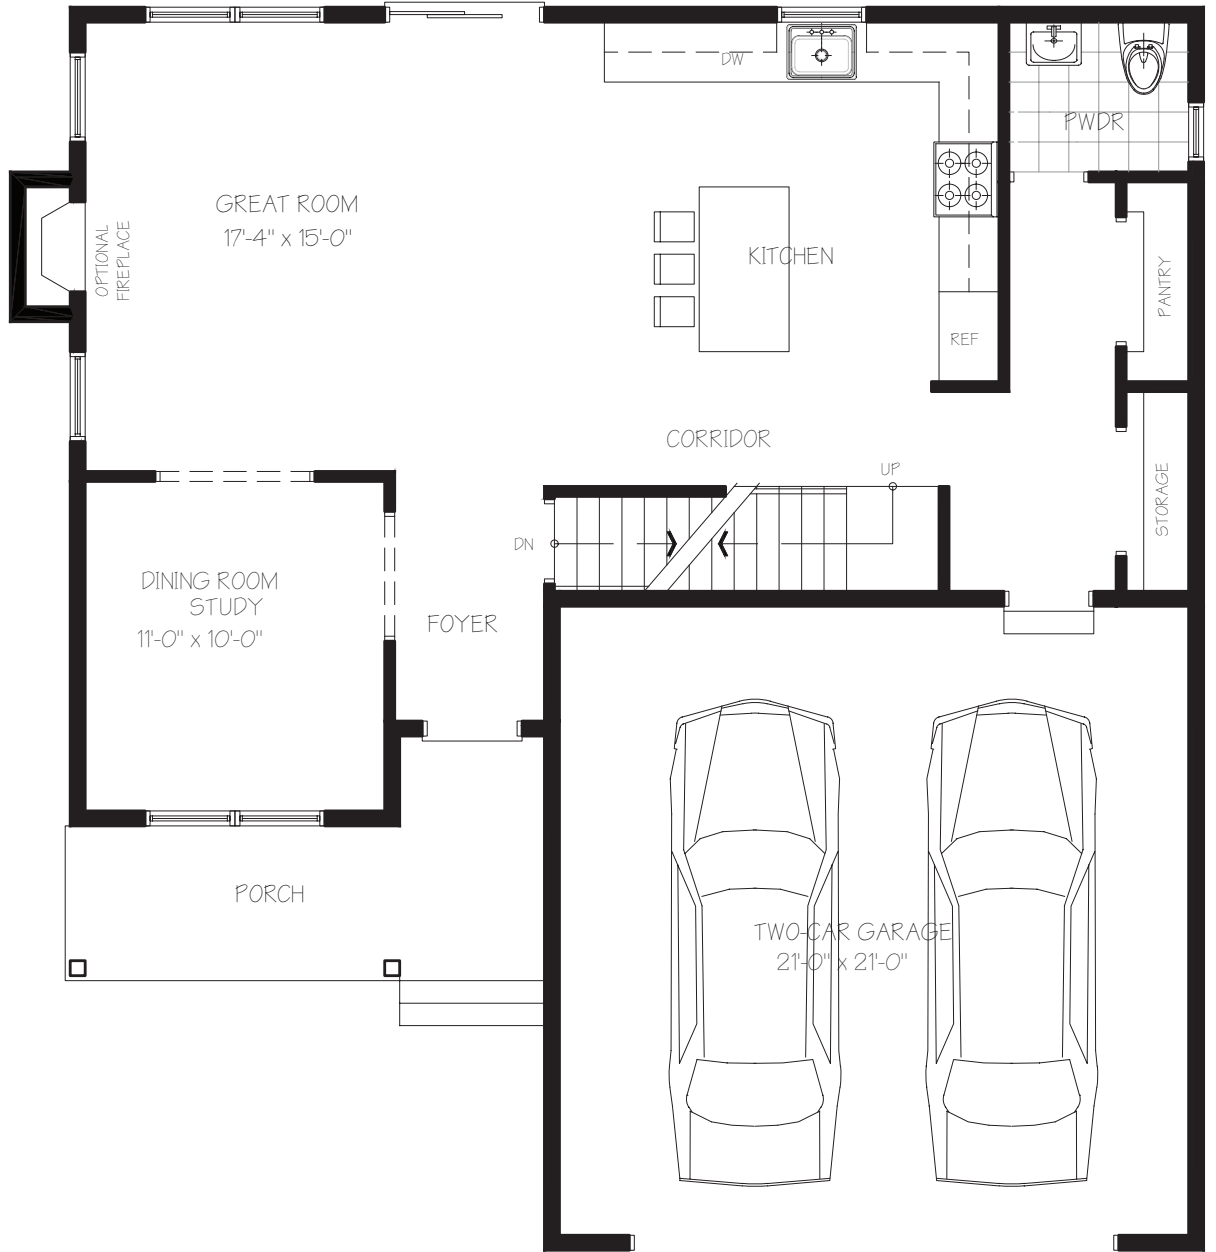 DW
PWDR
GREAT ROOM
17'-4" x 15'-0"
OPTIONAL
FIREPLACE
KITCHEN
PANTRY
REF
CORRIDOR
UP
STORAGE
DN
DINING ROOM
STUDY
11'-0" x 10'-0"
FOYER
PORCH
TWO-CAR GARAGE
21'-0" x 21'-0"